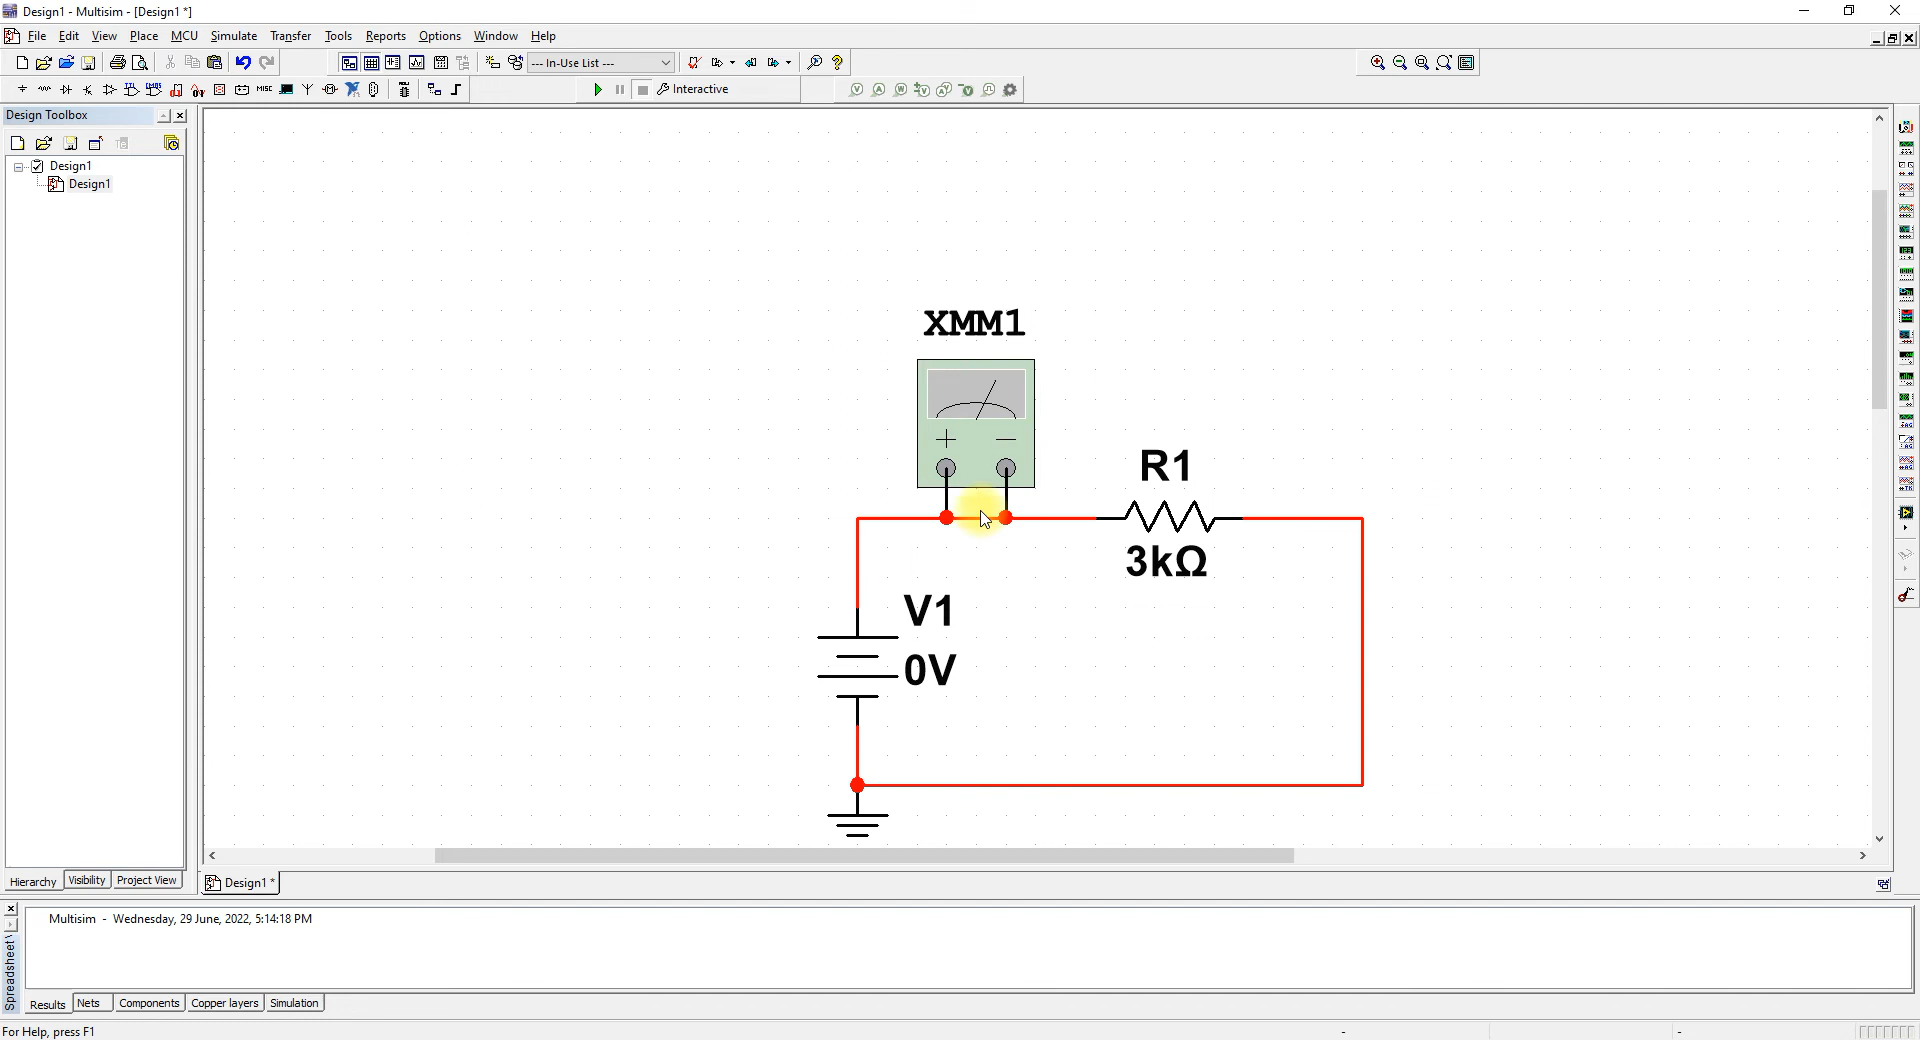 Design1 - Multisim - [Design1 *]
File Edit View Place MCU Simulate Transfer Tools Reports Options Window Help
--- In-Use List ---
Interactive
Design Toolbox
Design1
Design1
XMM1
R1
3kΩ
V1
0V
Hierarchy Visibility Project View
Design1 *
Multisim - Wednesday, 29 June, 2022, 5:14:18 PM
Spreadsheet
Results Nets Components Copper layers Simulation
For Help, press F1
- -